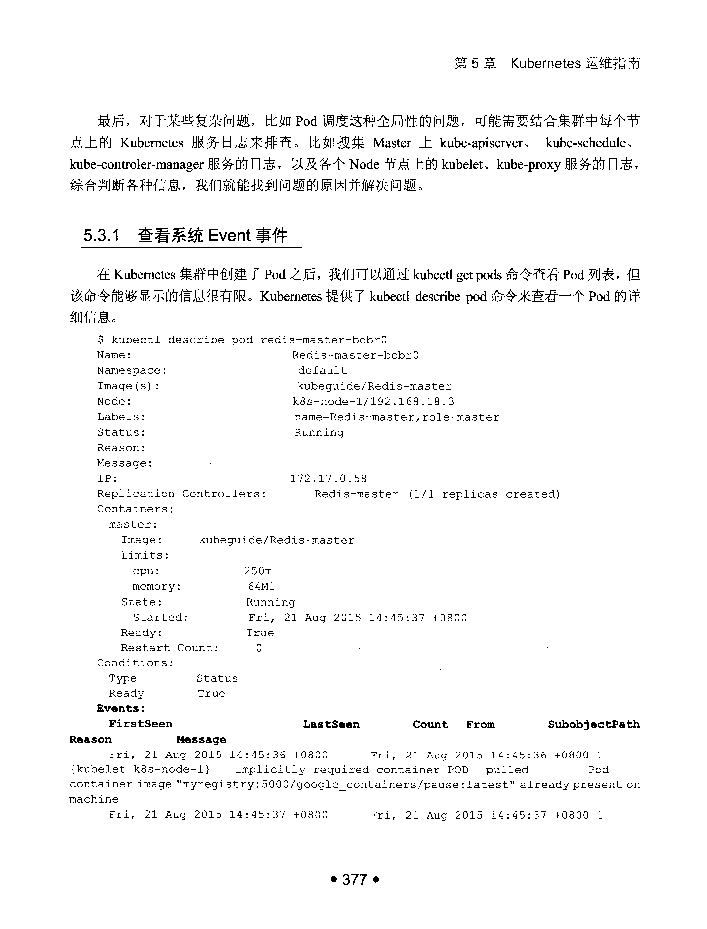 第 5 章 Kubernetes 运维指南
最后，对于某些复杂问题，比如 Pod 调度这种全局性的问题，可能需要结合集群中每个节
点上的 Kubernetes 服务日志来排查。比如搜集 Master 上 kube-apiserver、 kube-schedule、
kube-controler-manager 服务的日志，以及各个 Node 节点上的 kubelet、kube-proxy 服务的日志，
综合判断各种信息，我们就能找到问题的原因并解决问题。
5.3.1 查看系统 Event 事件
在 Kubernetes 集群中创建了 Pod 之后，我们可以通过 kubectl get pods 命令查看 Pod 列表，但
该命令能够显示的信息很有限。Kubernetes 提供了 kubectl describe pod 命令来查看一个 Pod 的详
细信息。
$ kubectl describe pod redis-master-bobr0
Name: Redis-master-bobr0
Namespace: default
Image(s): kubeguide/Redis-master
Node: k8s-node-1/192.168.18.3
Labels: name=Redis-master,role=master
Status: Running
Reason:
Message:
IP: 172.17.0.58
Replication Controllers: Redis-master (1/1 replicas created)
Containers:
master:
Image: kubeguide/Redis-master
Limits:
cpu: 250m
memory: 64Mi
State: Running
Started: Fri, 21 Aug 2015 14:45:37 +0800
Ready: True
Restart Count: 0
Conditions:
Type Status
Ready True
Events:
FirstSeen LastSeen Count From SubobjectPath
Reason Message
Fri, 21 Aug 2015 14:45:36 +0800 Fri, 21 Aug 2015 14:45:36 +0800 1
{kubelet k8s-node-1} implicitly required container POD pulled Pod
container image "myregistry:5000/google_containers/pause:latest" already present on
machine
Fri, 21 Aug 2015 14:45:37 +0800 Fri, 21 Aug 2015 14:45:37 +0800 1
• 377 •